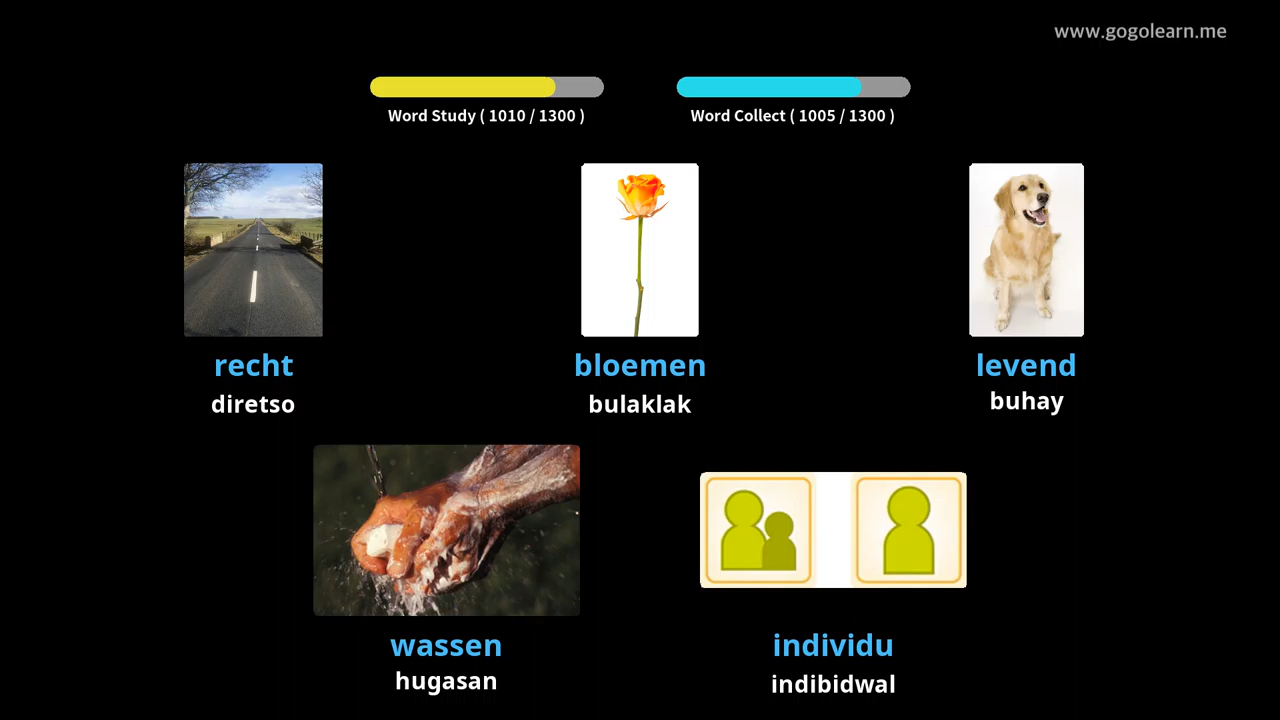 www.gogolearn.me
Word Study ( 1010 / 1300 )
Word Collect ( 1005 / 1300 )
recht
diretso
bloemen
bulaklak
levend
buhay
wassen
hugasan
individu
indibidwal